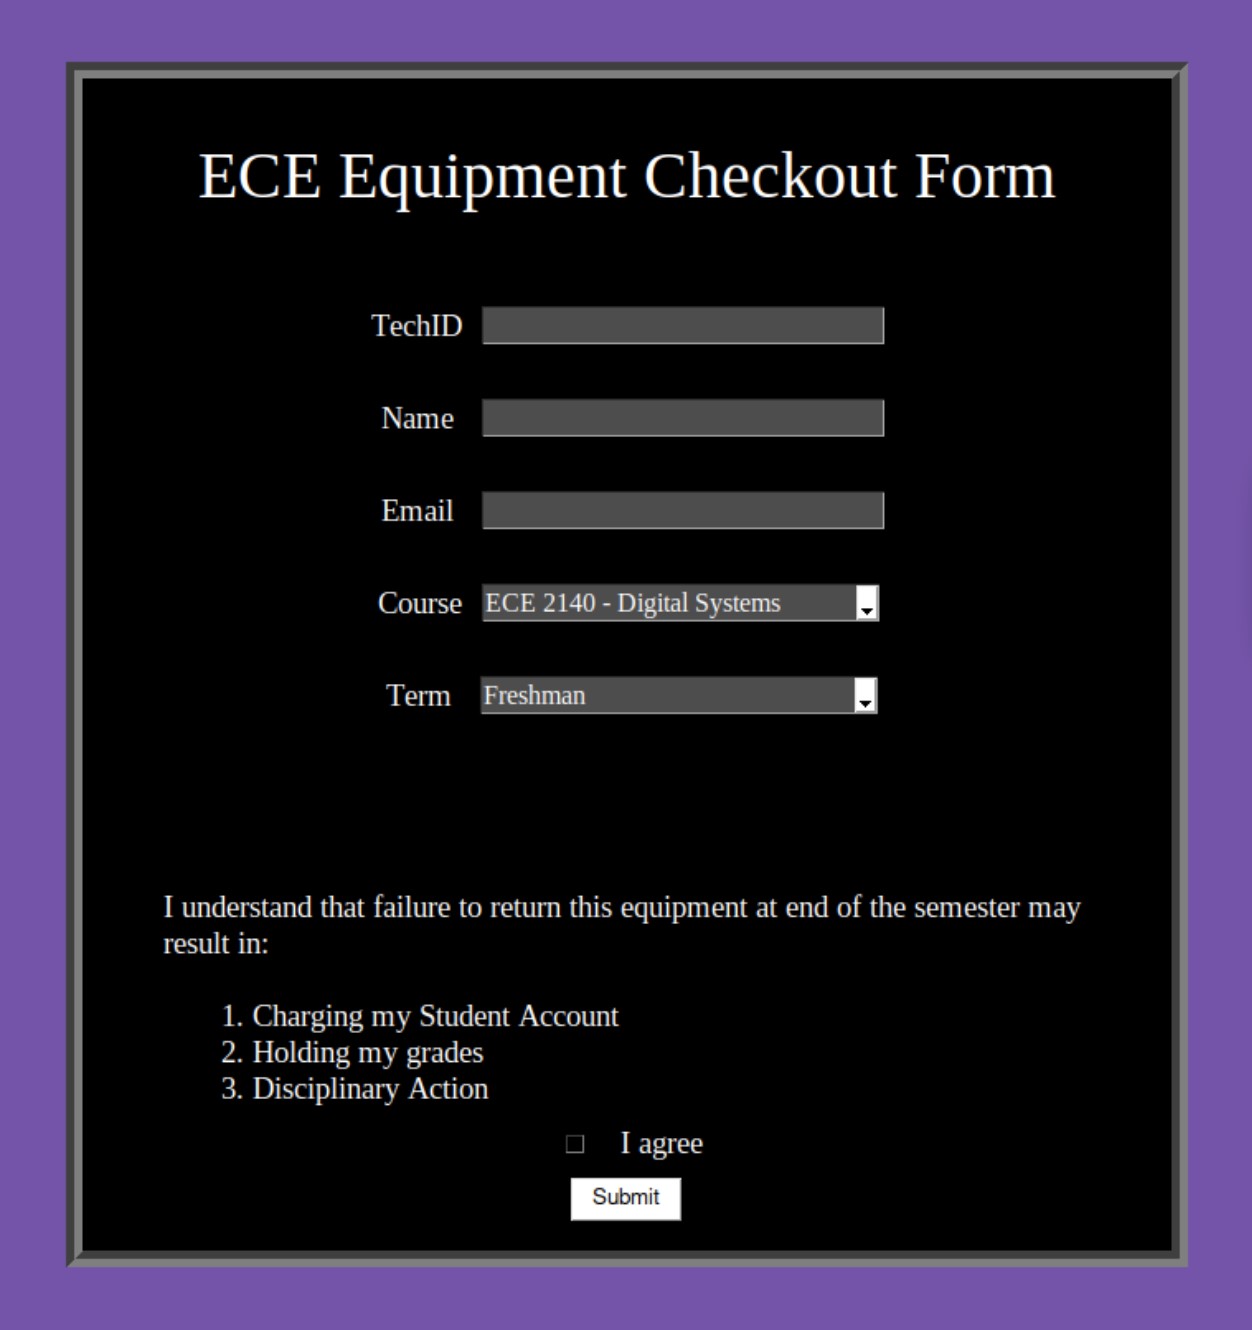 ECE Equipment Checkout Form
TechID
Name
Email
Course ECE 2140 - Digital Systems
Term Freshman
I understand that failure to return this equipment at end of the semester may
result in:
1. Charging my Student Account
2. Holding my grades
3. Disciplinary Action
I agree
Submit